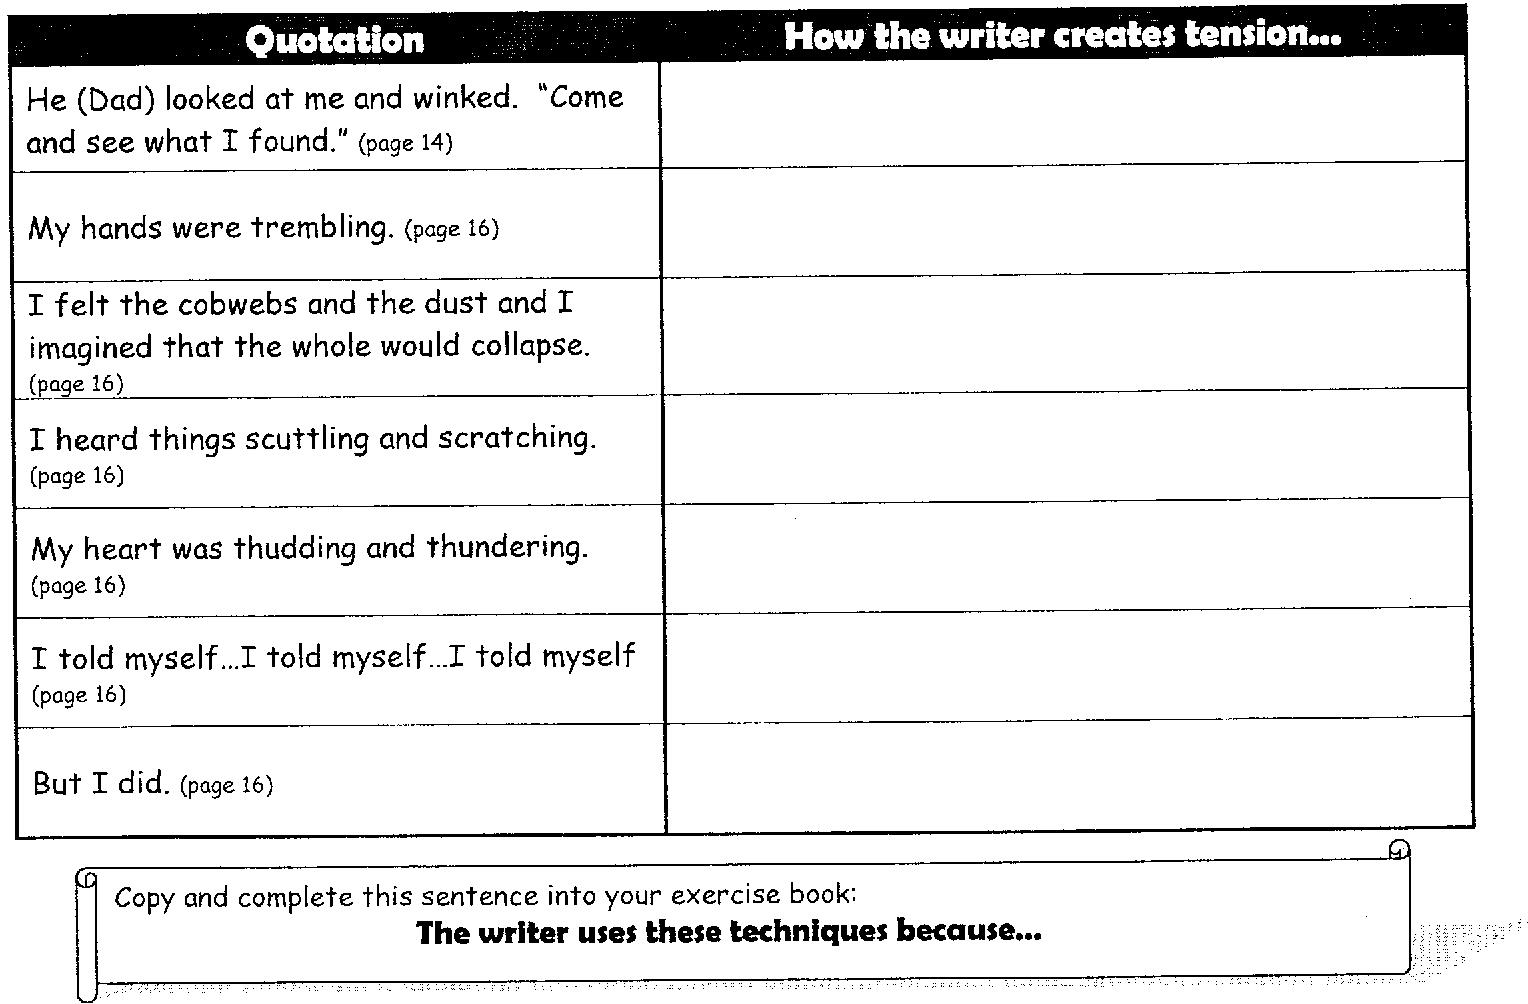 Quotation
How the writer creates tension...
He (Dad) looked at me and winked. "Come
and see what I found." (page 14)
My hands were trembling. (page 16)
I felt the cobwebs and the dust and I
imagined that the whole would collapse.
(page 16)
I heard things scuttling and scratching.
(page 16)
My heart was thudding and thundering.
(page 16)
I told myself...I told myself...I told myself
(page 16)
But I did. (page 16)
Copy and complete this sentence into your exercise book:
The writer uses these techniques because...